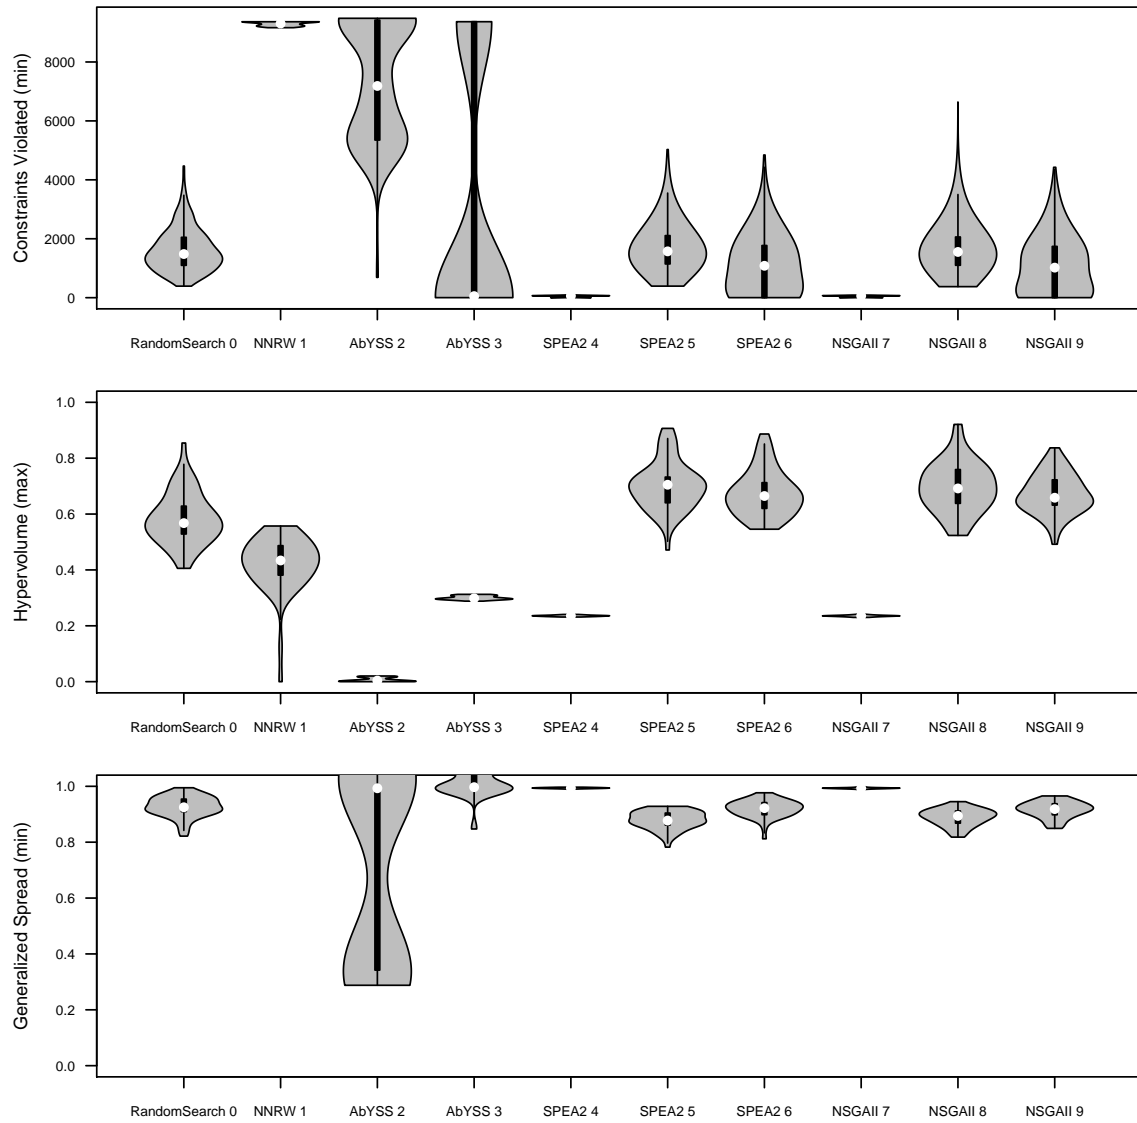 Constraints Violated (min)
8000
6000
4000
2000
0
RandomSearch 0 NNRW 1 AbYSS 2 AbYSS 3 SPEA2 4 SPEA2 5 SPEA2 6 NSGAII 7 NSGAII 8 NSGAII 9
Hypervolume (max)
1.0
0.8
0.6
0.4
0.2
0.0
RandomSearch 0 NNRW 1 AbYSS 2 AbYSS 3 SPEA2 4 SPEA2 5 SPEA2 6 NSGAII 7 NSGAII 8 NSGAII 9
Generalized Spread (min)
1.0
0.8
0.6
0.4
0.2
0.0
RandomSearch 0 NNRW 1 AbYSS 2 AbYSS 3 SPEA2 4 SPEA2 5 SPEA2 6 NSGAII 7 NSGAII 8 NSGAII 9